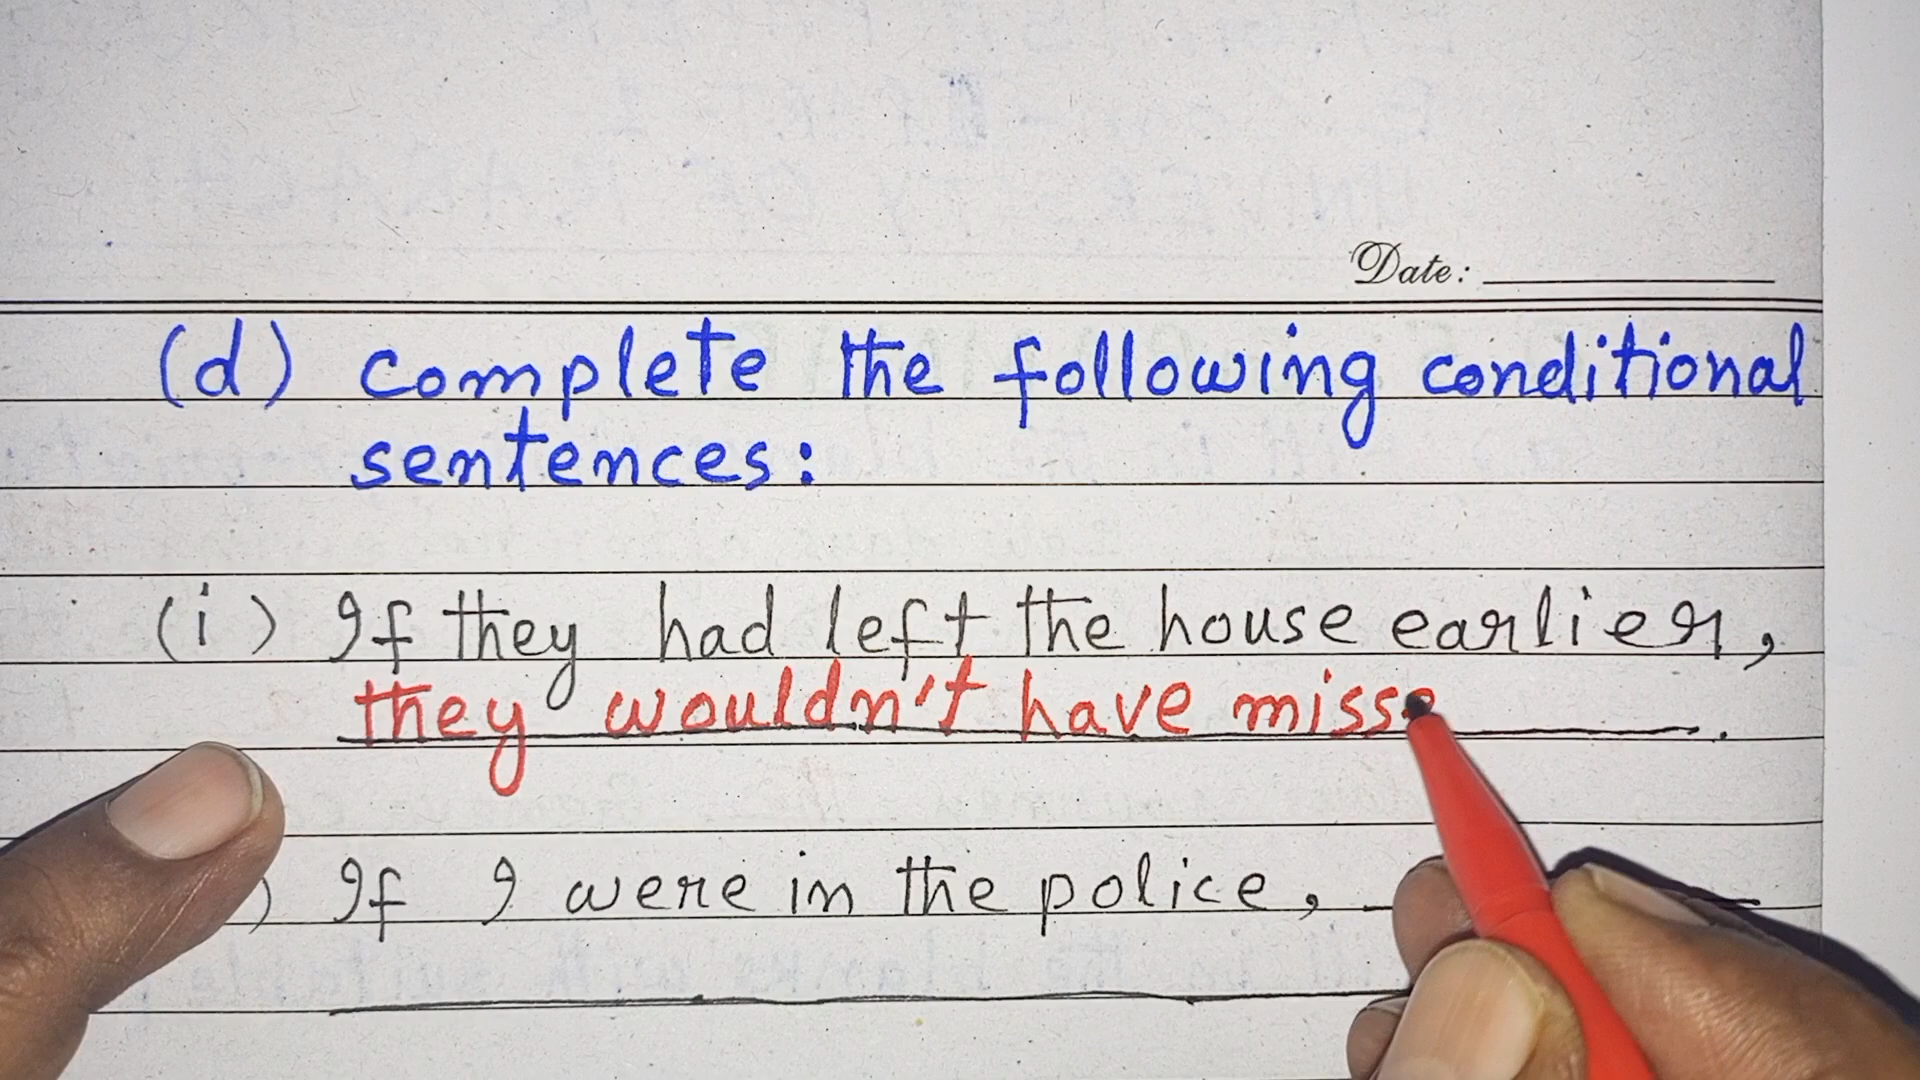 Date:
(d) complete the following conditional
sentences:
(i) If they had left the house earlier,
they wouldn't have misse
) If I were in the police,